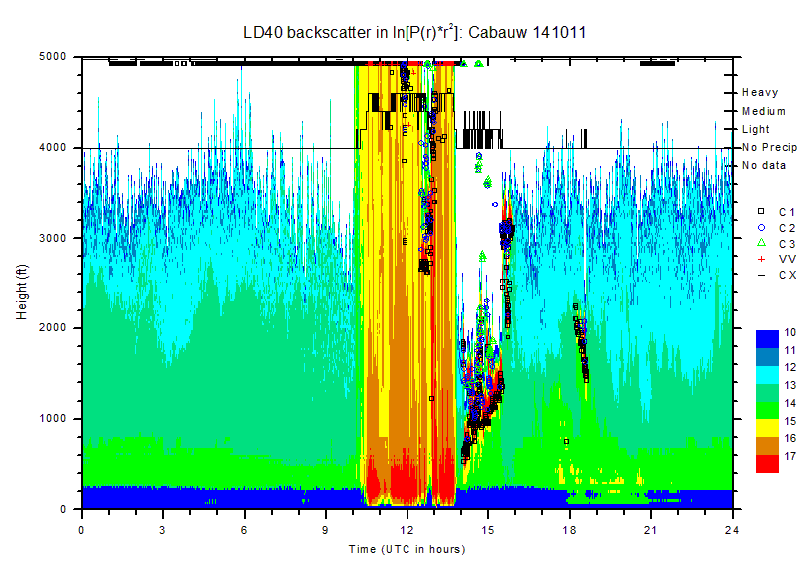 LD40 backscatter in ln[P(r)*r²]: Cabauw 141011
5000
4000
3000
2000
1000
0
Height (ft)
0 3 6 9 12 15 18 21 24
Time (UTC in hours)
Heavy
Medium
Light
No Precip
No data
C1
C2
C3
VV
CX
10
11
12
13
14
15
16
17